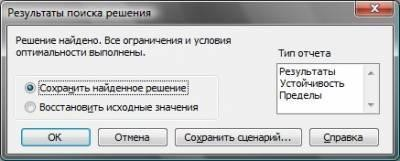 Результаты поиска решения
Решение найдено. Все ограничения и условия
оптимальности выполнены.
Тип отчета
Результаты
Устойчивость
Пределы
Сохранить найденное решение
Восстановить исходные значения
ОК
Отмена
Сохранить сценарий...
Справка